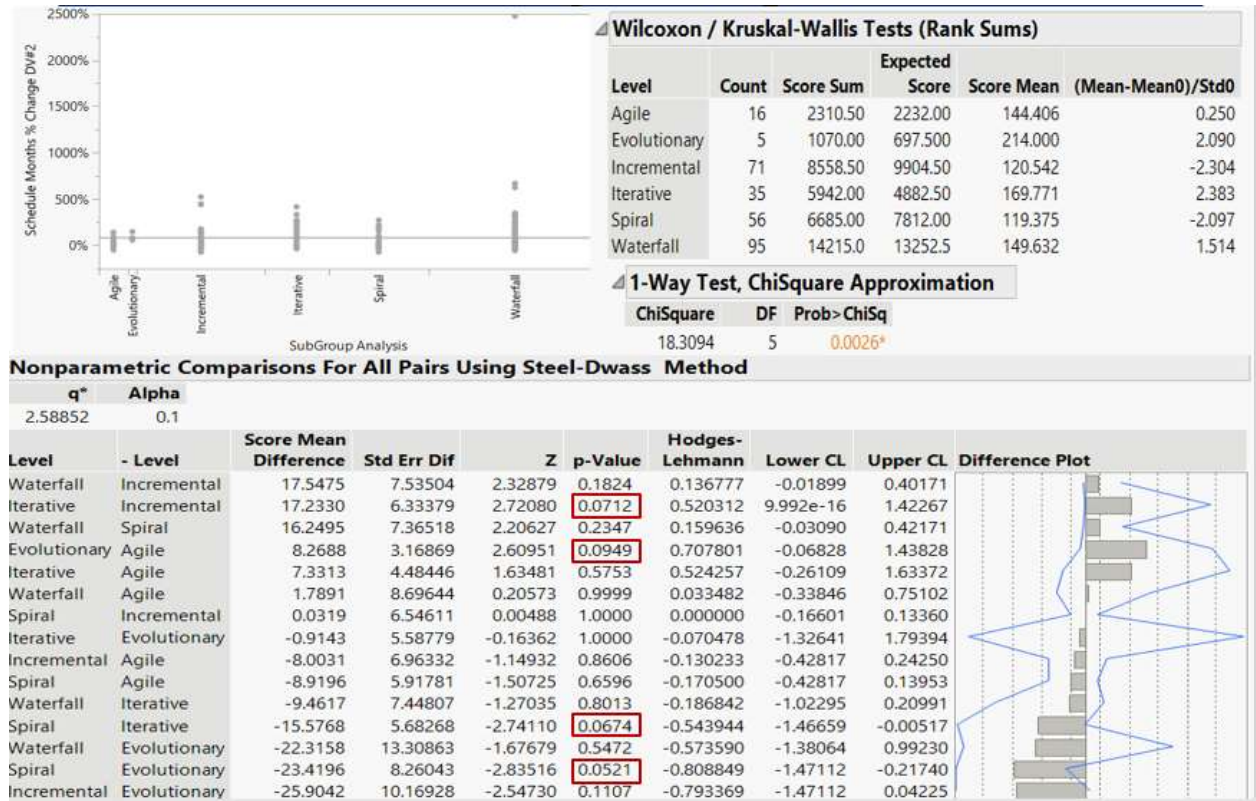 2500%
2000%
1500%
1000%
500%
0%
Schedule Months % Change DV#2
Agile
Evolutionary
Incremental
Iterative
Spiral
Waterfall
SubGroup Analysis
Wilcoxon / Kruskal-Wallis Tests (Rank Sums)
Expected
Level Count Score Sum Score Score Mean (Mean-Mean0)/Std0
Agile 16 2310.50 2232.00 144.406 0.250
Evolutionary 5 1070.00 697.500 214.000 2.090
Incremental 71 8558.50 9904.50 120.542 -2.304
Iterative 35 5942.00 4882.50 169.771 2.383
Spiral 56 6685.00 7812.00 119.375 -2.097
Waterfall 95 14215.0 13252.5 149.632 1.514
1-Way Test, ChiSquare Approximation
ChiSquare DF Prob>ChiSq
18.3094 5 0.0026*
Nonparametric Comparisons For All Pairs Using Steel-Dwass Method
q* Alpha
2.58852 0.1
Score Mean Hodges-
Level - Level Difference Std Err Dif Z p-Value Lehmann Lower CL Upper CL Difference Plot
Waterfall Incremental 17.5475 7.53504 2.32879 0.1824 0.136777 -0.01899 0.40171
Iterative Incremental 17.2330 6.33379 2.72080 0.0712 0.520312 9.992e-16 1.42267
Waterfall Spiral 16.2495 7.36518 2.20627 0.2347 0.159636 -0.03090 0.42171
Evolutionary Agile 8.2688 3.16869 2.60951 0.0949 0.707801 -0.06828 1.43828
Iterative Agile 7.3313 4.48446 1.63481 0.5753 0.524257 -0.26109 1.63372
Waterfall Agile 1.7891 8.69644 0.20573 0.9999 0.033482 -0.33846 0.75102
Spiral Incremental 0.0319 6.54611 0.00488 1.0000 0.000000 -0.16601 0.13360
Iterative Evolutionary -0.9143 5.58779 -0.16362 1.0000 -0.070478 -1.32641 1.79394
Incremental Agile -8.0031 6.96332 -1.14932 0.8606 -0.130233 -0.42817 0.24250
Spiral Agile -8.9196 5.91781 -1.50725 0.6596 -0.170500 -0.42817 0.13953
Waterfall Iterative -9.4617 7.44807 -1.27035 0.8013 -0.186842 -1.02295 0.20991
Spiral Iterative -15.5768 5.68268 -2.74110 0.0674 -0.543944 -1.46659 -0.00517
Waterfall Evolutionary -22.3158 13.30863 -1.67679 0.5472 -0.573590 -1.38064 0.99230
Spiral Evolutionary -23.4196 8.26043 -2.83516 0.0521 -0.808849 -1.47112 -0.21740
Incremental Evolutionary -25.9042 10.16928 -2.54730 0.1107 -0.793369 -1.47112 0.04225